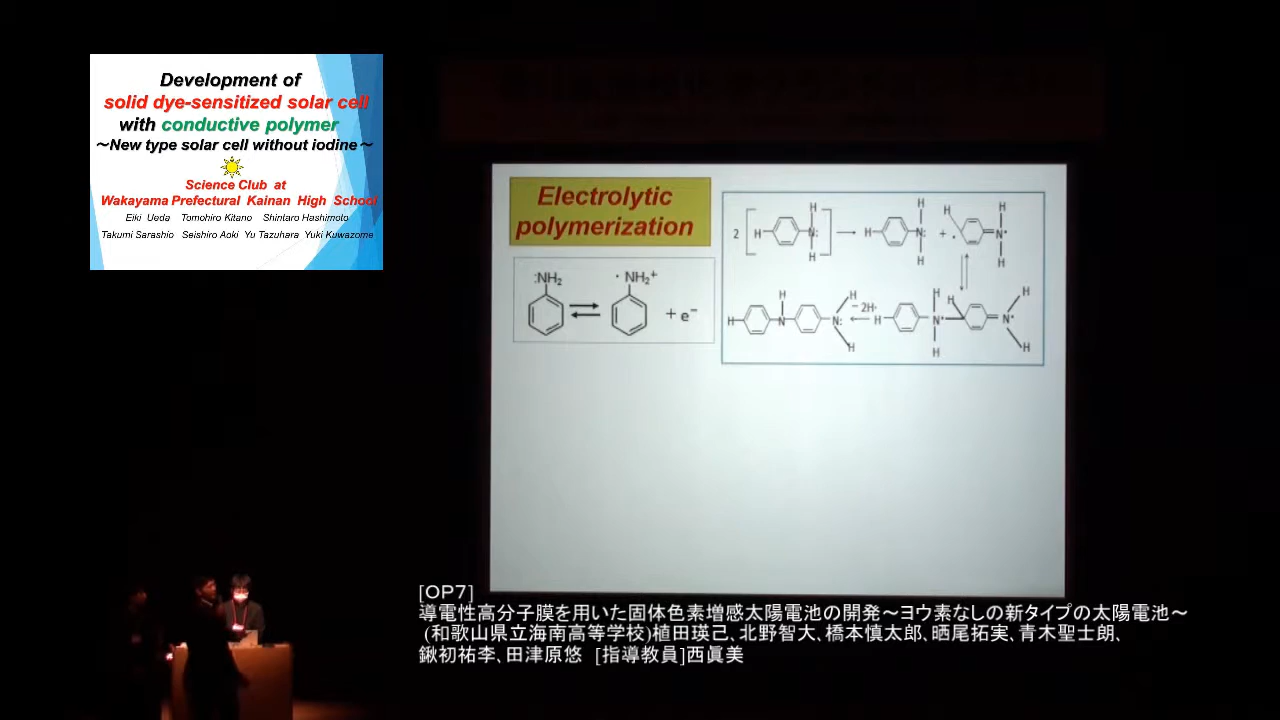 Development of
solid dye-sensitized solar cell
with conductive polymer
～New type solar cell without iodine～
Science Club at
Wakayama Prefectural Kainan High School
Eiki Ueda Tomohiro Kitano Shintaro Hashimoto
Takumi Sarashio Seishiro Aoki Yu Tazuhara Yuki Kuwazome
Electrolytic
polymerization
:NH₂ ⇌ ·NH₂⁺ + e⁻
2 H N: H H → H N: H H + · H N· H H
H N H N: H H ← − 2H· H N· H H H N· H H
[OP7]
導電性高分子膜を用いた固体色素増感太陽電池の開発～ヨウ素なしの新タイプの太陽電池～
(和歌山県立海南高等学校)植田瑛己、北野智大、橋本慎太郎、晒尾拓実、青木聖士朗、
鍬初祐李、田津原悠 [指導教員]西眞美